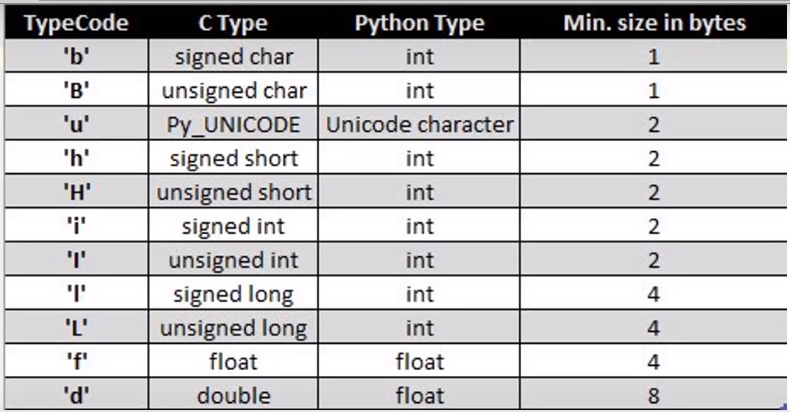 TypeCode C Type Python Type Min. size in bytes
'b' signed char int 1
'B' unsigned char int 1
'u' Py_UNICODE Unicode character 2
'h' signed short int 2
'H' unsigned short int 2
'i' signed int int 2
'I' unsigned int int 2
'l' signed long int 4
'L' unsigned long int 4
'f' float float 4
'd' double float 8